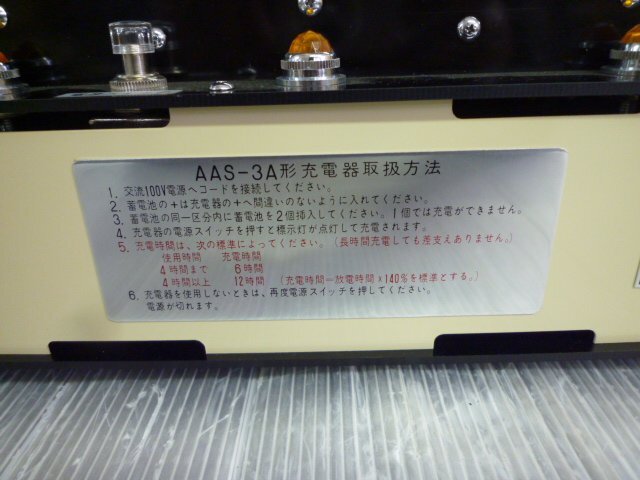 AAS-3A形充電器取扱方法
1. 交流100V電源へコードを接続してください。
2. 蓄電池の+は充電器の+へ間違いのないように入れてください。
3. 蓄電池の同一区分内に蓄電池を2個挿入してください。1個では充電ができません。
4. 充電器の電源スイッチを押すと標示灯が点灯して充電されます。
5. 充電時間は、次の標準によってください。(長時間充電しても差支えありません。)
使用時間 充電時間
4時間まで 6時間
4時間以上 12時間 (充電時間=放電時間×140%を標準とする。)
6. 充電器を使用しないときは、再度電源スイッチを押してください。
電源が切れます。